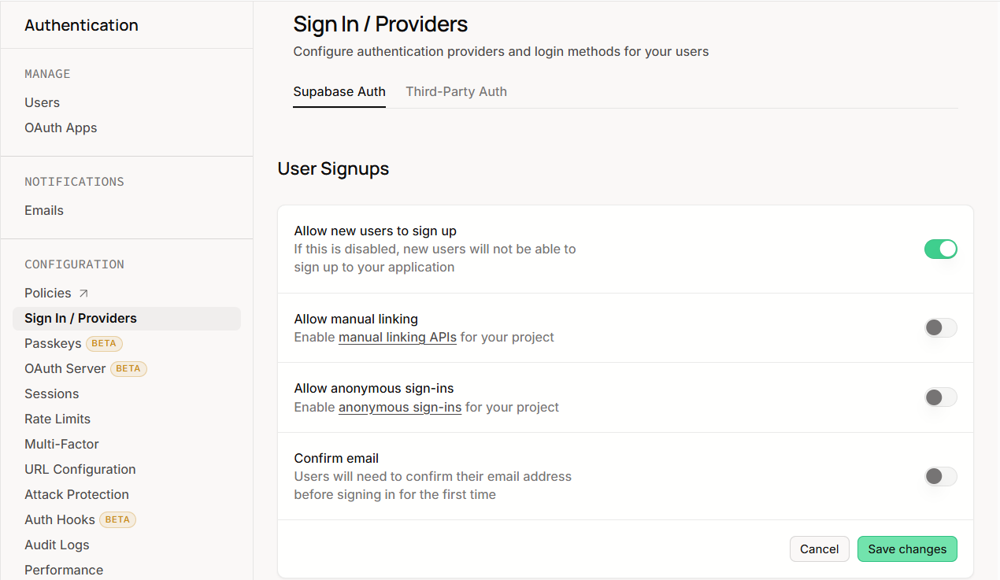 Authentication
MANAGE
Users
OAuth Apps
NOTIFICATIONS
Emails
CONFIGURATION
Policies
Sign In / Providers
Passkeys BETA
OAuth Server BETA
Sessions
Rate Limits
Multi-Factor
URL Configuration
Attack Protection
Auth Hooks BETA
Audit Logs
Performance
Sign In / Providers
Configure authentication providers and login methods for your users
Supabase Auth Third-Party Auth
User Signups
Allow new users to sign up
If this is disabled, new users will not be able to
sign up to your application
Allow manual linking
Enable manual linking APIs for your project
Allow anonymous sign-ins
Enable anonymous sign-ins for your project
Confirm email
Users will need to confirm their email address
before signing in for the first time
Cancel Save changes